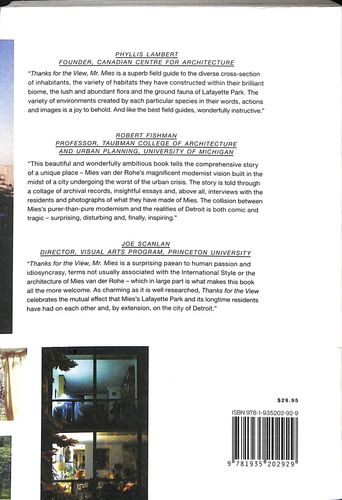 PHYLLIS LAMBERT
FOUNDER, CANADIAN CENTRE FOR ARCHITECTURE
"Thanks for the View, Mr. Mies is a superb field guide to the diverse cross-section
of inhabitants, the variety of habitats they have constructed within their brilliant
biome, the lush and abundant flora and the ground fauna of Lafayette Park. The
variety of environments created by each particular species in their words, actions
and images is a joy to behold. And like the best field guides, wonderfully instructive."
ROBERT FISHMAN
PROFESSOR, TAUBMAN COLLEGE OF ARCHITECTURE
AND URBAN PLANNING, UNIVERSITY OF MICHIGAN
"This beautiful and wonderfully ambitious book tells the comprehensive story
of a unique place – Mies van der Rohe's magnificent modernist vision built in the
midst of a city undergoing the worst of the urban crisis. The story is told through
a collage of archival records, insightful essays and, above all, interviews with the
residents and photographs of what they have made of Mies. The collision between
Mies's purer-than-pure modernism and the realities of Detroit is both comic and
tragic – surprising, disturbing and, finally, inspiring."
JOE SCANLAN
DIRECTOR, VISUAL ARTS PROGRAM, PRINCETON UNIVERSITY
"Thanks for the View, Mr. Mies is a surprising paean to human passion and
idiosyncrasy, terms not usually associated with the International Style or the
architecture of Mies van der Rohe – which in large part is what makes this book
all the more welcome. As charming as it is well researched, Thanks for the View
celebrates the mutual effect that Mies's Lafayette Park and its longtime residents
have had on each other and, by extension, on the city of Detroit."
$29.95
ISBN 978-1-935202-92-9
9 781935 202929